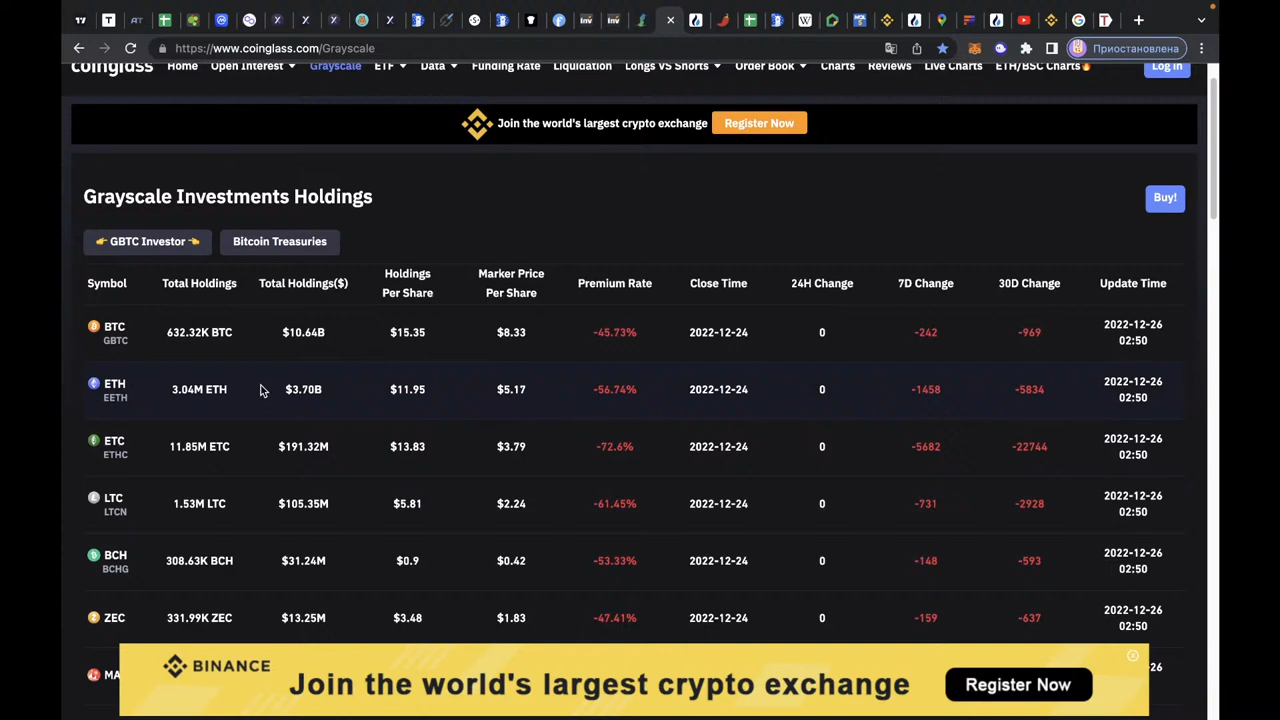 https://www.coinglass.com/Grayscale
Приостановлена
coinglass Home Open Interest Grayscale ETF Data Funding Rate Liquidation Longs VS Shorts Order Book Charts Reviews Live Charts ETH/BSC Charts Log In
Join the world's largest crypto exchange Register Now
Grayscale Investments Holdings
Buy!
GBTC Investor Bitcoin Treasuries
Symbol Total Holdings Total Holdings($) Holdings Per Share Marker Price Per Share Premium Rate Close Time 24H Change 7D Change 30D Change Update Time
BTC GBTC 632.32K BTC $10.64B $15.35 $8.33 -45.73% 2022-12-24 0 -242 -969 2022-12-26 02:50
ETH EETH 3.04M ETH $3.70B $11.95 $5.17 -56.74% 2022-12-24 0 -1458 -5834 2022-12-26 02:50
ETC ETHC 11.85M ETC $191.32M $13.83 $3.79 -72.6% 2022-12-24 0 -5682 -22744 2022-12-26 02:50
LTC LTCN 1.53M LTC $105.35M $5.81 $2.24 -61.45% 2022-12-24 0 -731 -2928 2022-12-26 02:50
BCH BCHG 308.63K BCH $31.24M $0.9 $0.42 -53.33% 2022-12-24 0 -148 -593 2022-12-26 02:50
ZEC 331.99K ZEC $13.25M $3.48 $1.83 -47.41% 2022-12-24 0 -159 -637 2022-12-26 02:50
BINANCE
Join the world's largest crypto exchange Register Now